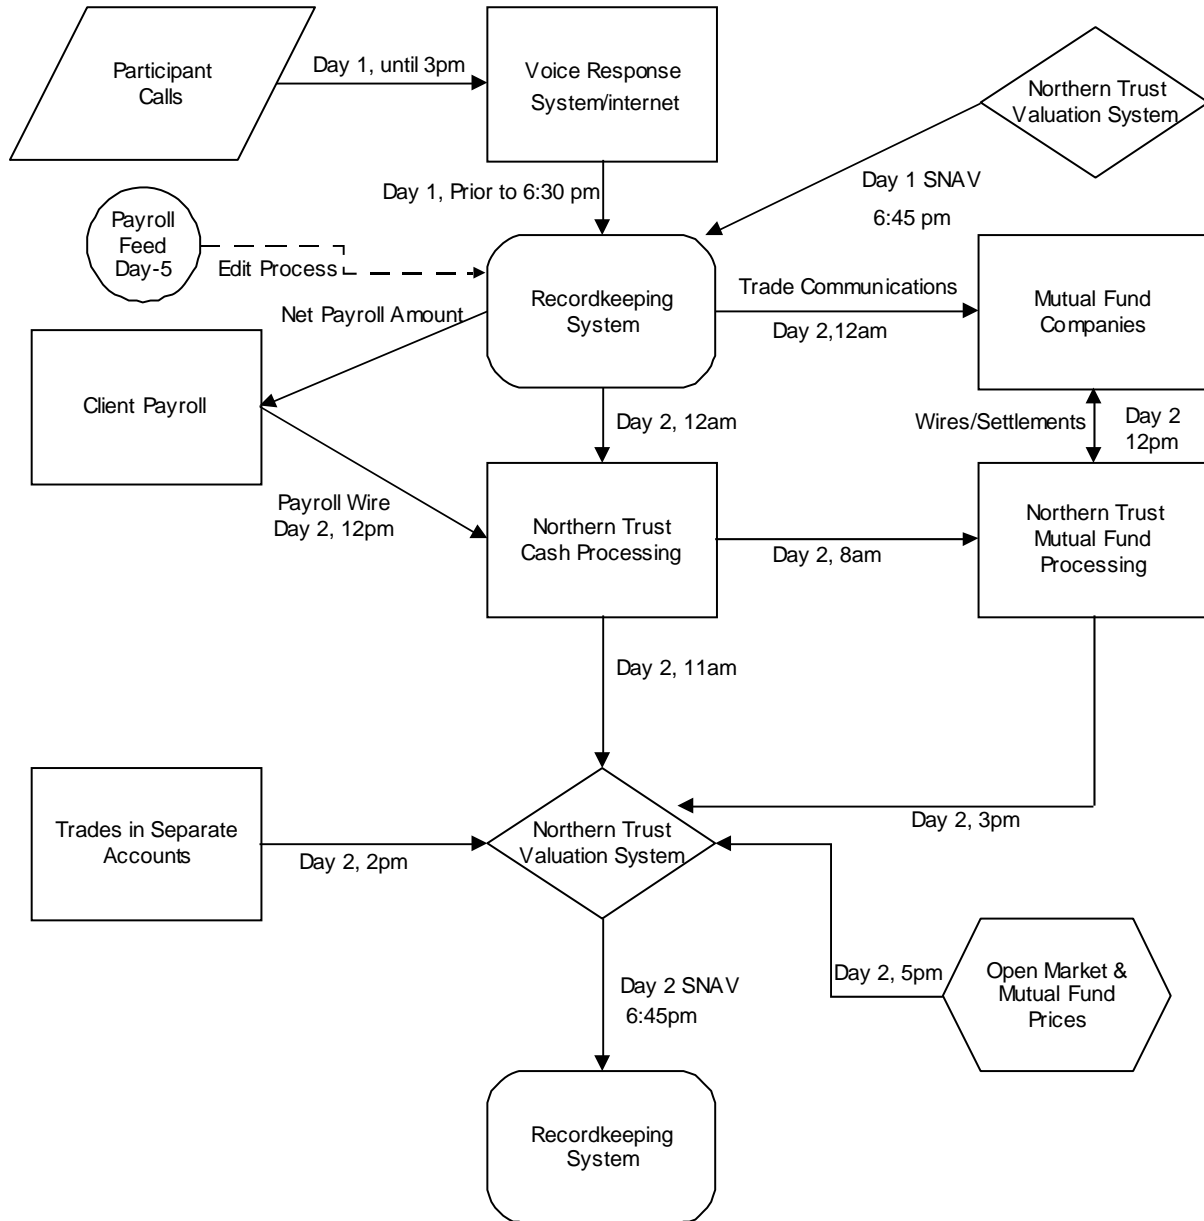 Participant
Calls
Day 1, until 3pm
Voice Response
System/internet
Northern Trust
Valuation System
Day 1, Prior to 6:30 pm
Day 1 SNAV
6:45 pm
Payroll
Feed
Day-5
Edit Process
Net Payroll Amount
Recordkeeping
System
Trade Communications
Day 2,12am
Mutual Fund
Companies
Client Payroll
Day 2, 12am
Wires/Settlements
Day 2
12pm
Payroll Wire
Day 2, 12pm
Northern Trust
Cash Processing
Day 2, 8am
Northern Trust
Mutual Fund
Processing
Day 2, 11am
Trades in Separate
Accounts
Day 2, 2pm
Northern Trust
Valuation System
Day 2, 3pm
Day 2 SNAV
6:45pm
Day 2, 5pm
Open Market &
Mutual Fund
Prices
Recordkeeping
System